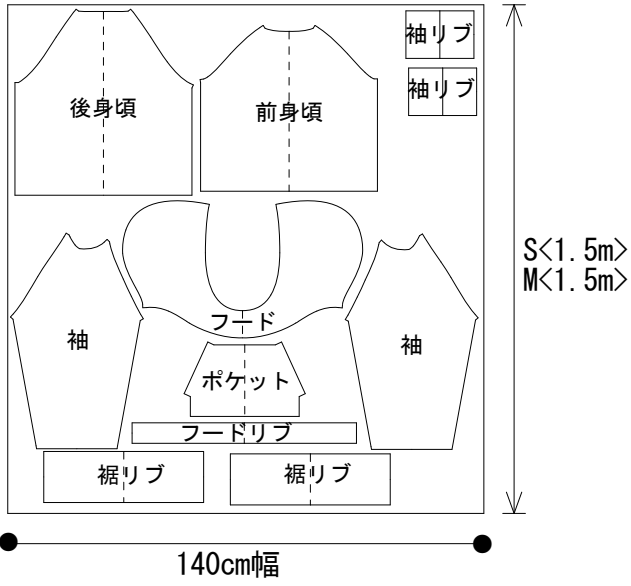 袖リブ
袖リブ
後身頃
前身頃
S<1.5m>
M<1.5m>
フード
袖
袖
ポケット
フードリブ
裾リブ
裾リブ
140cm幅